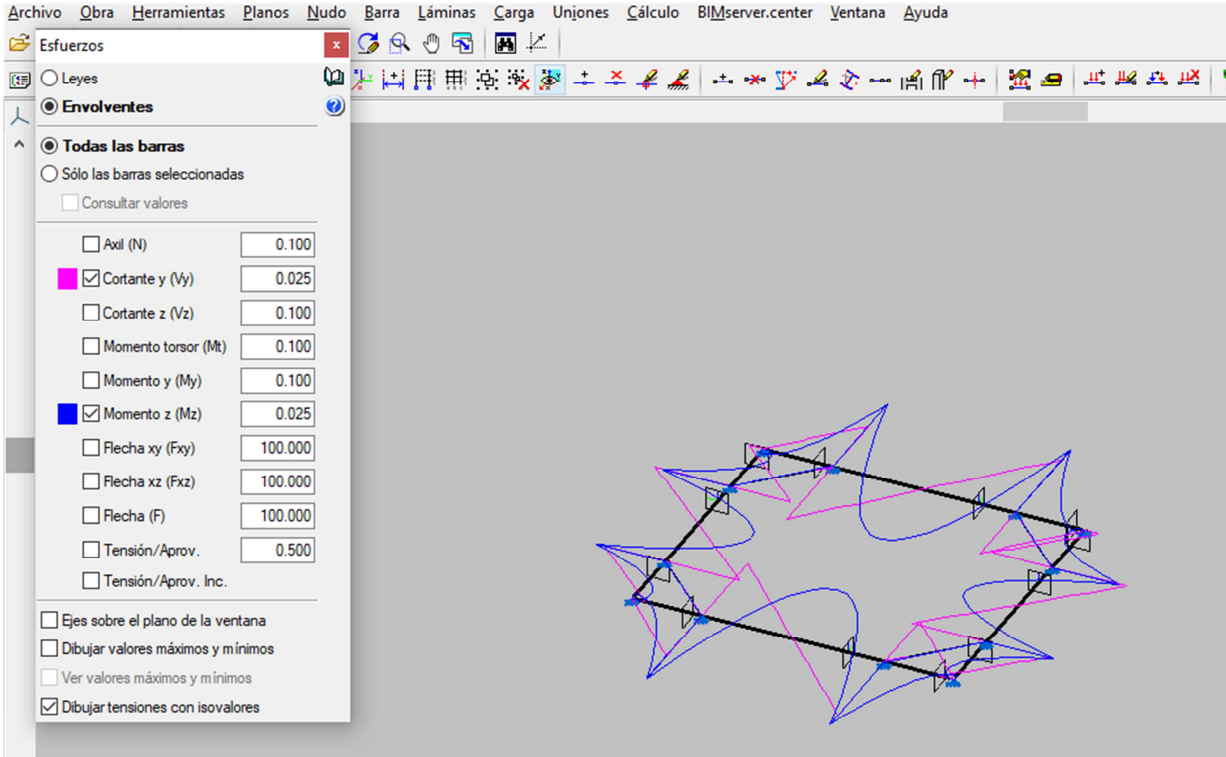 Archivo Obra Herramientas Planos Nudo Barra Láminas Carga Uniones Cálculo BIMserver.center Ventana Ayuda
Esfuerzos x
Leyes
Envolventes ?
Todas las barras
Sólo las barras seleccionadas
Consultar valores
Axil (N) 0.100
Cortante y (Vy) 0.025
Cortante z (Vz) 0.100
Momento torsor (Mt) 0.100
Momento y (My) 0.100
Momento z (Mz) 0.025
Flecha xy (Fxy) 100.000
Flecha xz (Fxz) 100.000
Flecha (F) 100.000
Tensión/Aprov. 0.500
Tensión/Aprov. Inc.
Ejes sobre el plano de la ventana
Dibujar valores máximos y mínimos
Ver valores máximos y mínimos
Dibujar tensiones con isovalores